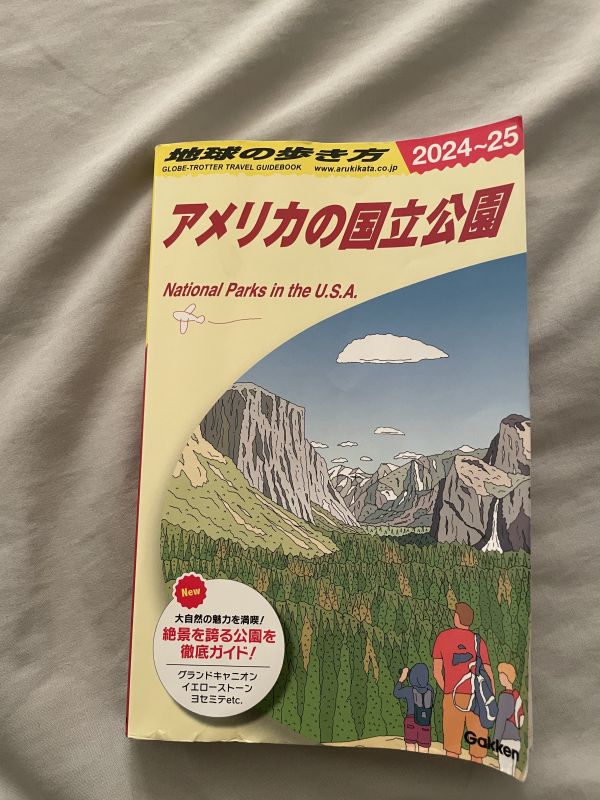 地球の歩き方
2024~25
GLOBE-TROTTER TRAVEL GUIDEBOOK
www.arukikata.co.jp
アメリカの国立公園
National Parks in the U.S.A.
New
大自然の魅力を満喫!
絶景を誇る公園を
徹底ガイド!
グランドキャニオン
イエローストーン
ヨセミテetc.
Gakken